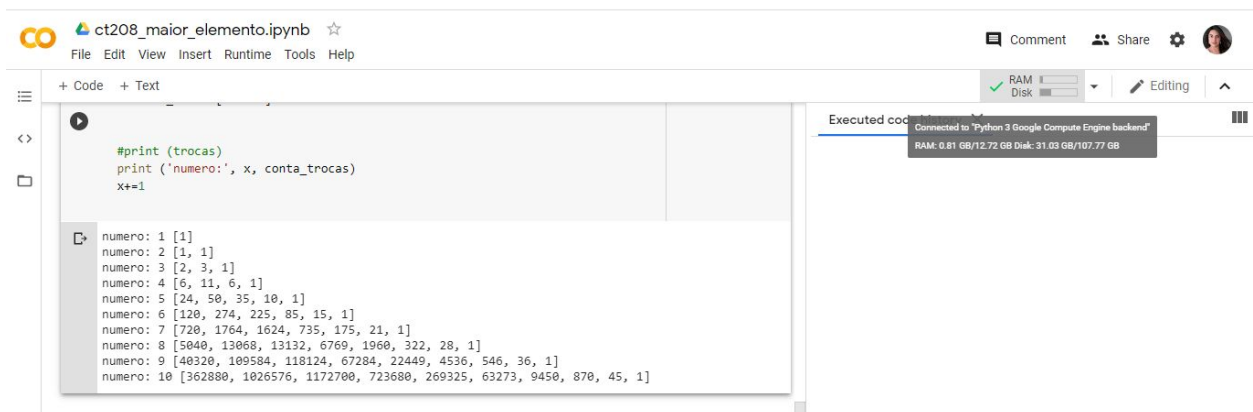 ct208_maior_elemento.ipynb
File Edit View Insert Runtime Tools Help
Comment Share
+ Code + Text
RAM
Disk
Editing
Executed code
Connected to "Python 3 Google Compute Engine backend"
RAM: 0.81 GB/12.72 GB Disk: 31.03 GB/107.77 GB
#print (trocas)
print ('numero:', x, conta_trocas)
x+=1
numero: 1 [1]
numero: 2 [1, 1]
numero: 3 [2, 3, 1]
numero: 4 [6, 11, 6, 1]
numero: 5 [24, 50, 35, 10, 1]
numero: 6 [120, 274, 225, 85, 15, 1]
numero: 7 [720, 1764, 1624, 735, 175, 21, 1]
numero: 8 [5040, 13068, 13132, 6769, 1960, 322, 28, 1]
numero: 9 [40320, 109584, 118124, 67284, 22449, 4536, 546, 36, 1]
numero: 10 [362880, 1026576, 1172700, 723680, 269325, 63273, 9450, 870, 45, 1]